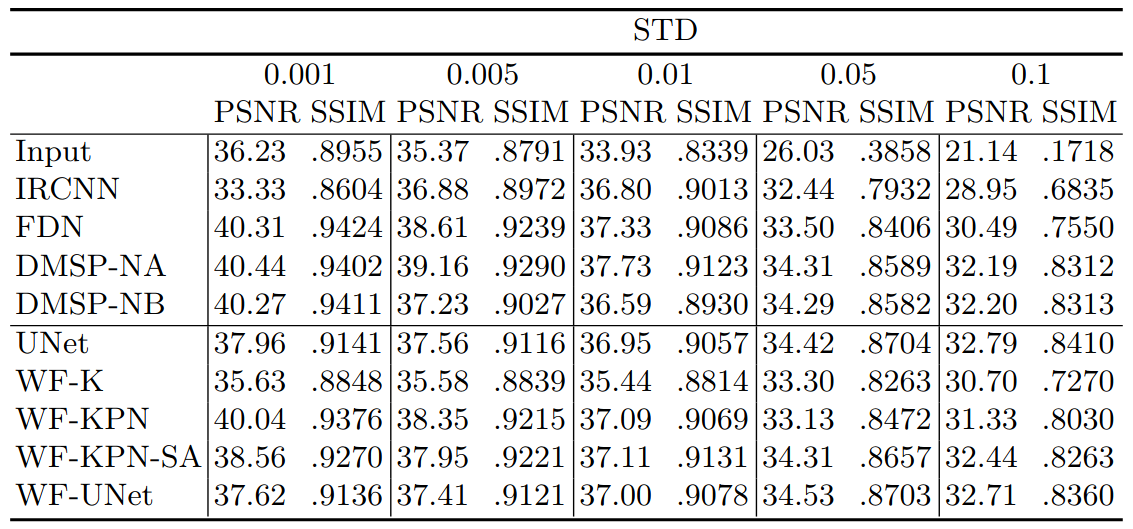 STD
0.001 0.005 0.01 0.05 0.1
PSNR SSIM PSNR SSIM PSNR SSIM PSNR SSIM PSNR SSIM
Input 36.23 .8955 35.37 .8791 33.93 .8339 26.03 .3858 21.14 .1718
IRCNN 33.33 .8604 36.88 .8972 36.80 .9013 32.44 .7932 28.95 .6835
FDN 40.31 .9424 38.61 .9239 37.33 .9086 33.50 .8406 30.49 .7550
DMSP-NA 40.44 .9402 39.16 .9290 37.73 .9123 34.31 .8589 32.19 .8312
DMSP-NB 40.27 .9411 37.23 .9027 36.59 .8930 34.29 .8582 32.20 .8313
UNet 37.96 .9141 37.56 .9116 36.95 .9057 34.42 .8704 32.79 .8410
WF-K 35.63 .8848 35.58 .8839 35.44 .8814 33.30 .8263 30.70 .7270
WF-KPN 40.04 .9376 38.35 .9215 37.09 .9069 33.13 .8472 31.33 .8030
WF-KPN-SA 38.56 .9270 37.95 .9221 37.11 .9131 34.31 .8657 32.44 .8263
WF-UNet 37.62 .9136 37.41 .9121 37.00 .9078 34.53 .8703 32.71 .8360